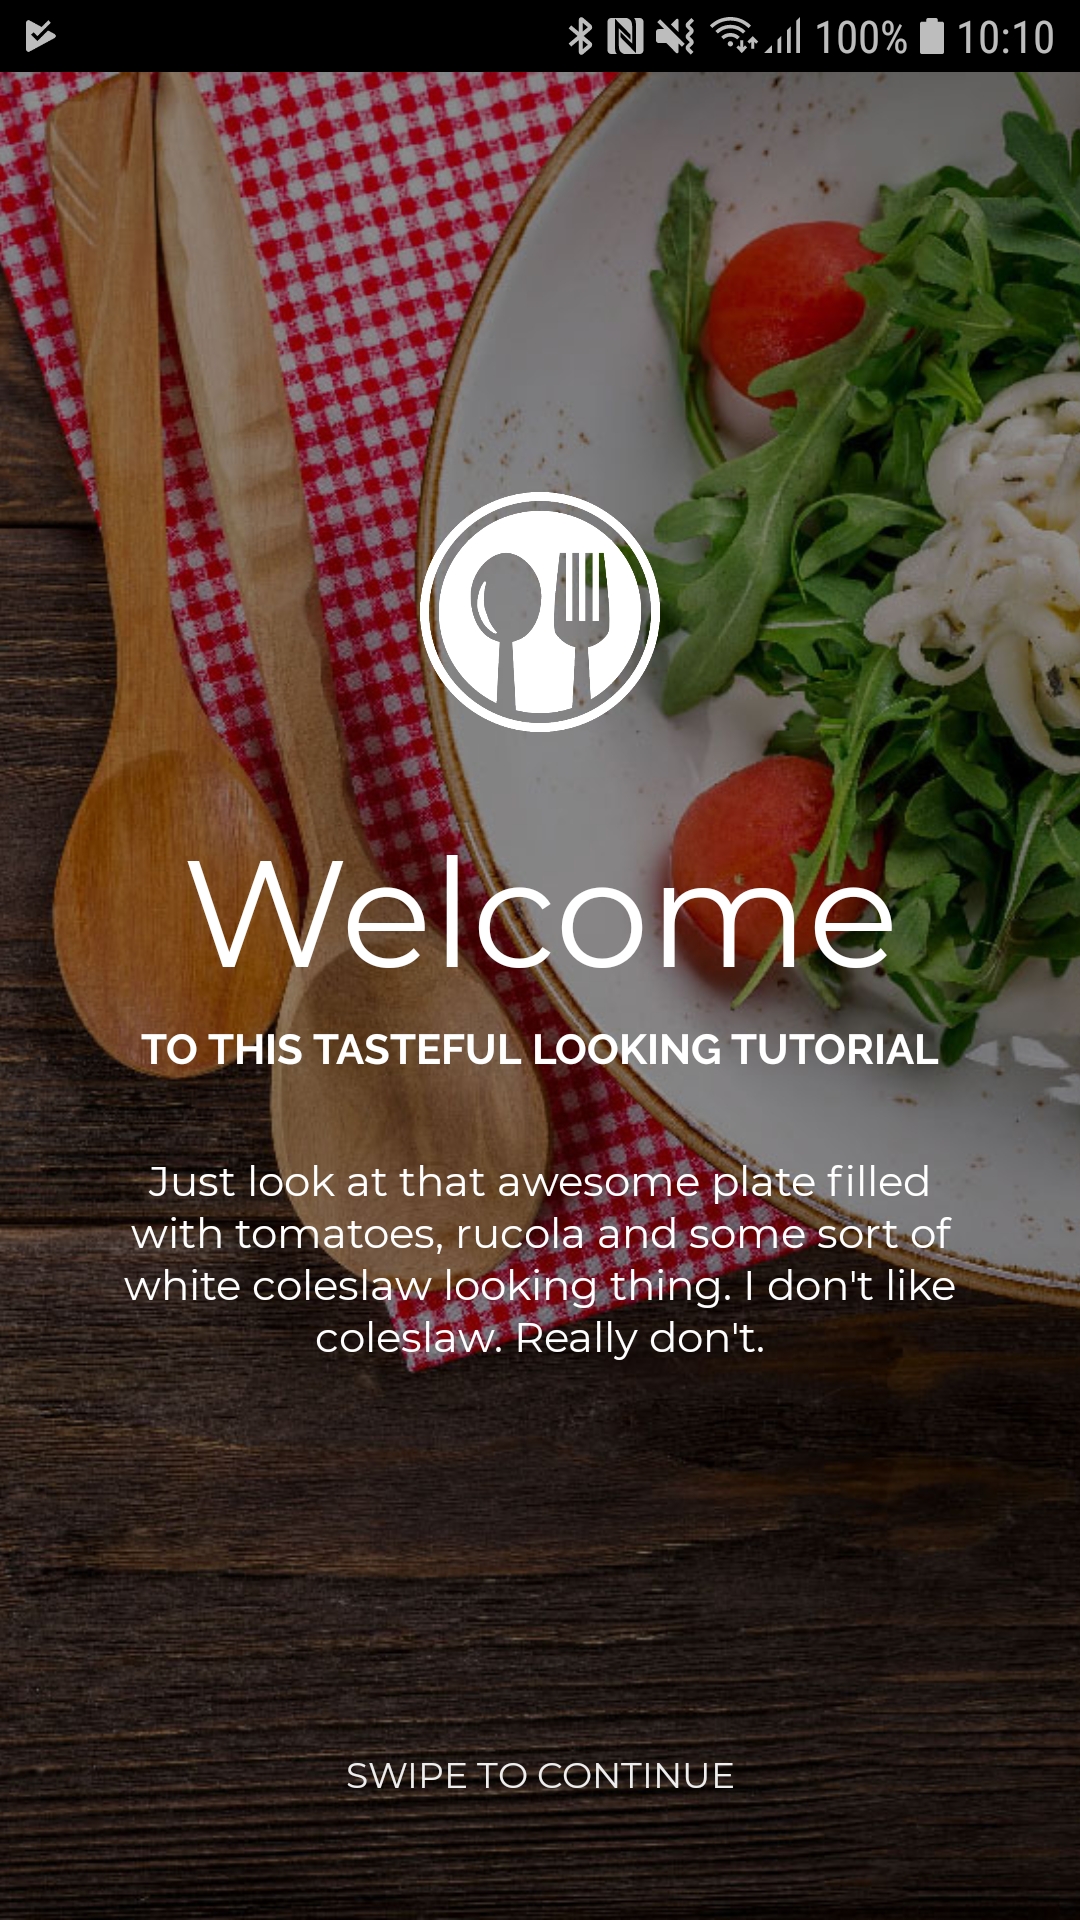 100% 10:10
Welcome
TO THIS TASTEFUL LOOKING TUTORIAL
Just look at that awesome plate filled
with tomatoes, rucola and some sort of
white coleslaw looking thing. I don't like
coleslaw. Really don't.
SWIPE TO CONTINUE